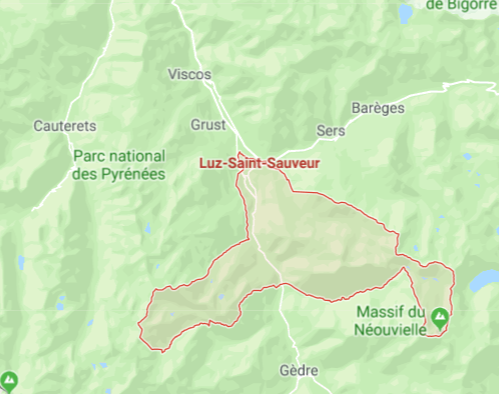 de Bigorre
Viscos
Barèges
Cauterets
Grust
Sers
Parc national
des Pyrénées
Luz-Saint-Sauveur
Massif du
Néouvielle
Gèdre